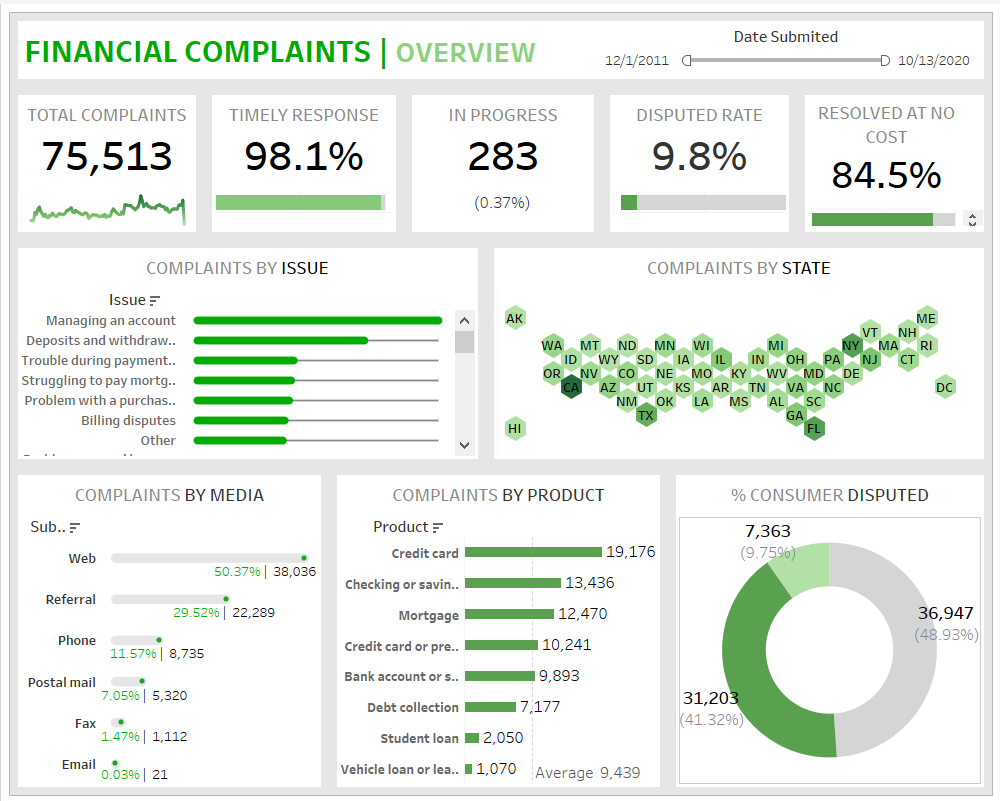 FINANCIAL COMPLAINTS | OVERVIEW
Date Submited
12/1/2011 10/13/2020
TOTAL COMPLAINTS
75,513
TIMELY RESPONSE
98.1%
IN PROGRESS
283
(0.37%)
DISPUTED RATE
9.8%
RESOLVED AT NO
COST
84.5%
COMPLAINTS BY ISSUE
Issue
Managing an account
Deposits and withdraw..
Trouble during payment..
Struggling to pay mortg..
Problem with a purchas..
Billing disputes
Other
COMPLAINTS BY STATE
AK ME
VT NH
WA MT ND MN WI MI NY MA RI
ID WY SD IA IL IN OH PA NJ CT
OR NV CO NE MO KY WV MD DE
CA AZ UT KS AR TN VA NC DC
NM OK LA MS AL SC
TX GA
HI FL
COMPLAINTS BY MEDIA
Sub..
Web
50.37% | 38,036
Referral
29.52% | 22,289
Phone
11.57% | 8,735
Postal mail
7.05% | 5,320
Fax
1.47% | 1,112
Email
0.03% | 21
COMPLAINTS BY PRODUCT
Product
Credit card 19,176
Checking or savin.. 13,436
Mortgage 12,470
Credit card or pre.. 10,241
Bank account or s.. 9,893
Debt collection 7,177
Student loan 2,050
Vehicle loan or lea.. 1,070
Average 9,439
% CONSUMER DISPUTED
7,363
(9.75%)
36,947
(48.93%)
31,203
(41.32%)